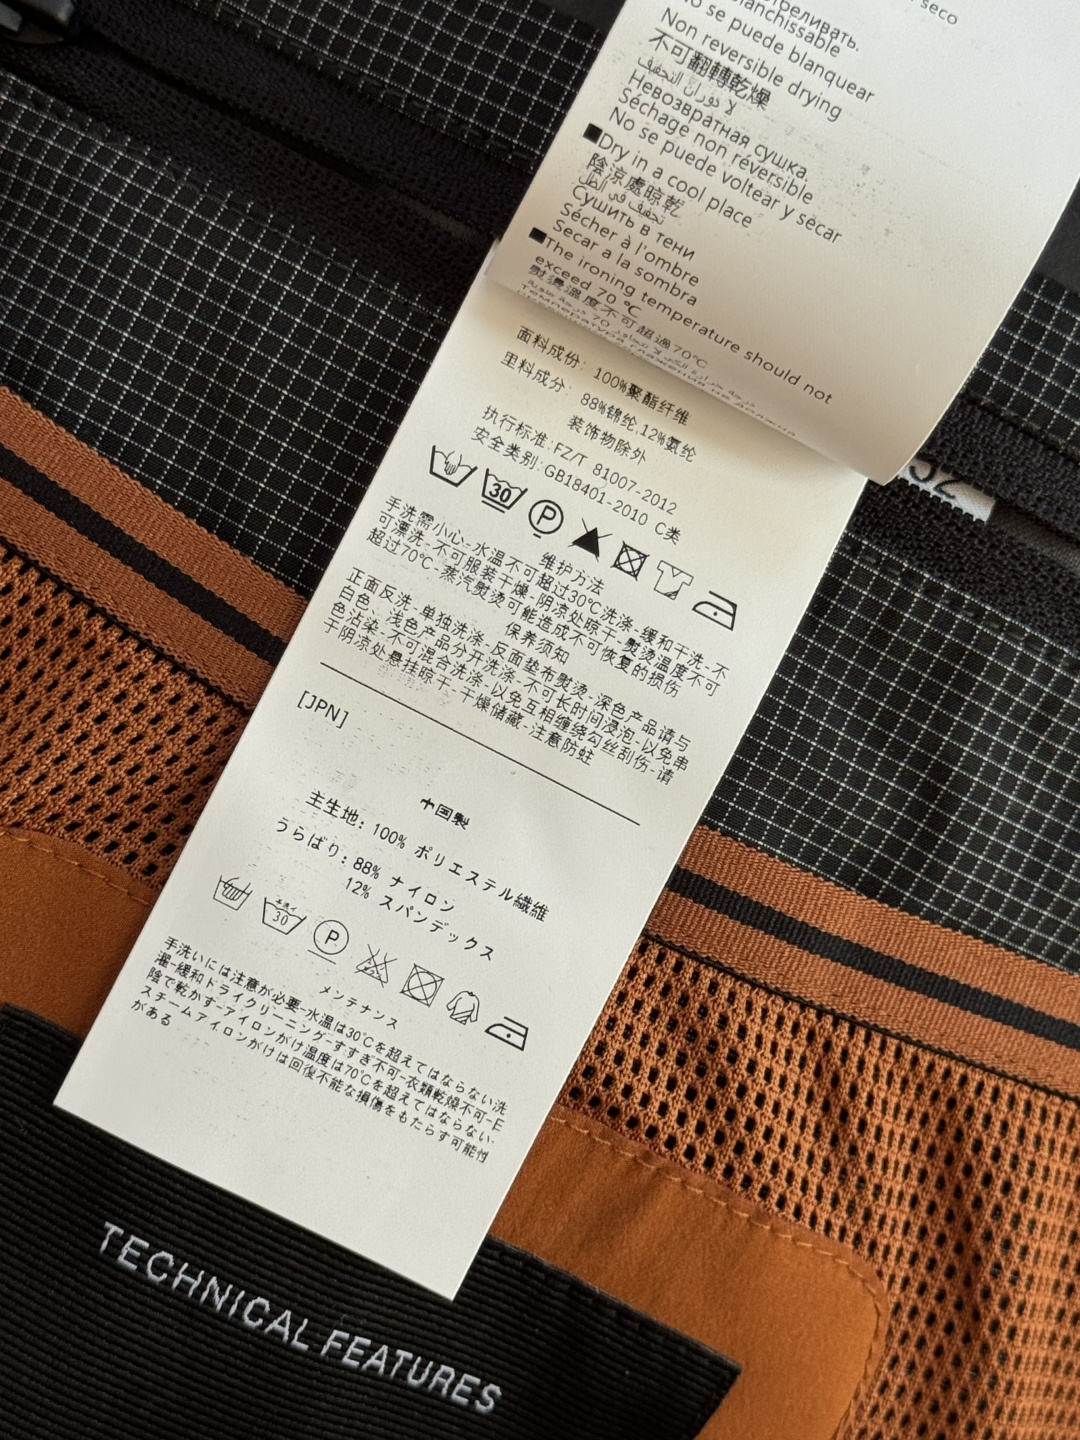 seco
отбеливать.
blanchissable
No se puede blanquear
Non reversible drying
不可翻轉乾燥
Невозвратная сушка.
Séchage non réversible
No se puede voltear y sécar
■Dry in a cool place
陰涼處晾乾
تجفيف في الظل
Сушить в тени
Sécher à l'ombre
Secar a la sombra
■The ironing temperature should not
exceed 70 ℃
熨燙溫度不可超過70℃
面料成份: 100%聚酯纤维
里料成分: 88%锦纶,12%氨纶
装饰物除外
执行标准:FZ/T 81007-2012
安全类别:GB18401-2010 C类
30 P
维护方法
手洗需小心-水温不可超过30℃洗涤-缓和干洗-不
可漂洗-不可服装干燥-阴凉处晾干-熨烫温度不可
超过70℃-蒸汽熨烫可能造成不可恢复的损伤
保养须知
正面反洗-单独洗涤-反面垫布熨烫-深色产品请与
白色、浅色产品分开洗涤-不可长时间浸泡-以免串
色沾染-不可混合洗涤-以免互相缠绕勾丝刮伤-请
于阴凉处悬挂晾干-干燥储藏-注意防蛀
[JPN]
中国製
主生地: 100% ポリエステル繊維
うらばり: 88% ナイロン
12% スパンデックス
30 P
メンテナンス
手洗いには注意が必要-水温は30℃を超えてはならない洗
濯-緩和ドライクリーニング-すすぎ不可-衣類乾燥不可-E
陰で乾かす-アイロンがけ温度は70℃を超えてはならない-
スチームアイロンがけは回復不能な損傷をもたらす可能性
がある
TECHNICAL FEATURES